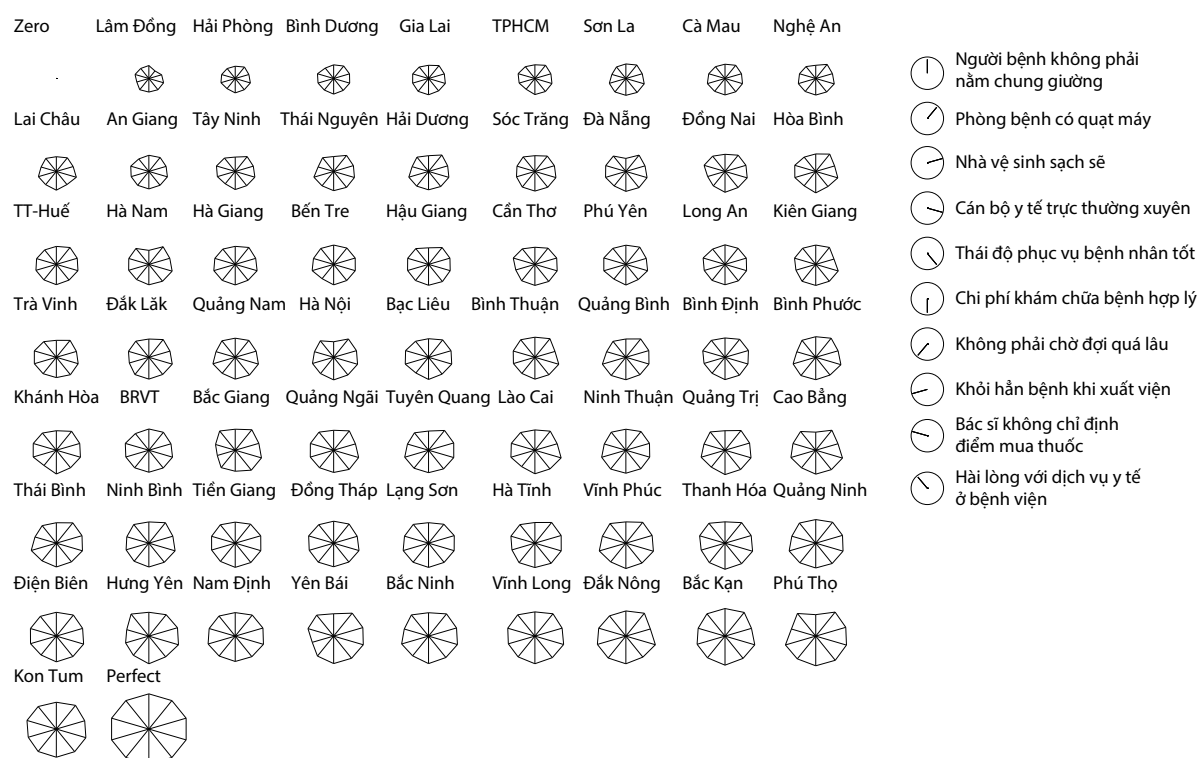 Zero Lâm Đồng Hải Phòng Bình Dương Gia Lai TPHCM Sơn La Cà Mau Nghệ An
Lai Châu An Giang Tây Ninh Thái Nguyên Hải Dương Sóc Trăng Đà Nẵng Đồng Nai Hòa Bình
TT-Huế Hà Nam Hà Giang Bến Tre Hậu Giang Cần Thơ Phú Yên Long An Kiên Giang
Trà Vinh Đắk Lăk Quảng Nam Hà Nội Bạc Liêu Bình Thuận Quảng Bình Bình Định Bình Phước
Khánh Hòa BRVT Bắc Giang Quảng Ngãi Tuyên Quang Lào Cai Ninh Thuận Quảng Trị Cao Bẳng
Thái Bình Ninh Bình Tiền Giang Đồng Tháp Lạng Sơn Hà Tĩnh Vĩnh Phúc Thanh Hóa Quảng Ninh
Điện Biên Hưng Yên Nam Định Yên Bái Bắc Ninh Vĩnh Long Đắk Nông Bắc Kạn Phú Thọ
Kon Tum Perfect
Người bệnh không phải
nằm chung giường
Phòng bệnh có quạt máy
Nhà vệ sinh sạch sẽ
Cán bộ y tế trực thường xuyên
Thái độ phục vụ bệnh nhân tốt
Chi phí khám chữa bệnh hợp lý
Không phải chờ đợi quá lâu
Khỏi hẳn bệnh khi xuất viện
Bác sĩ không chỉ định
điểm mua thuốc
Hài lòng với dịch vụ y tế
ở bệnh viện